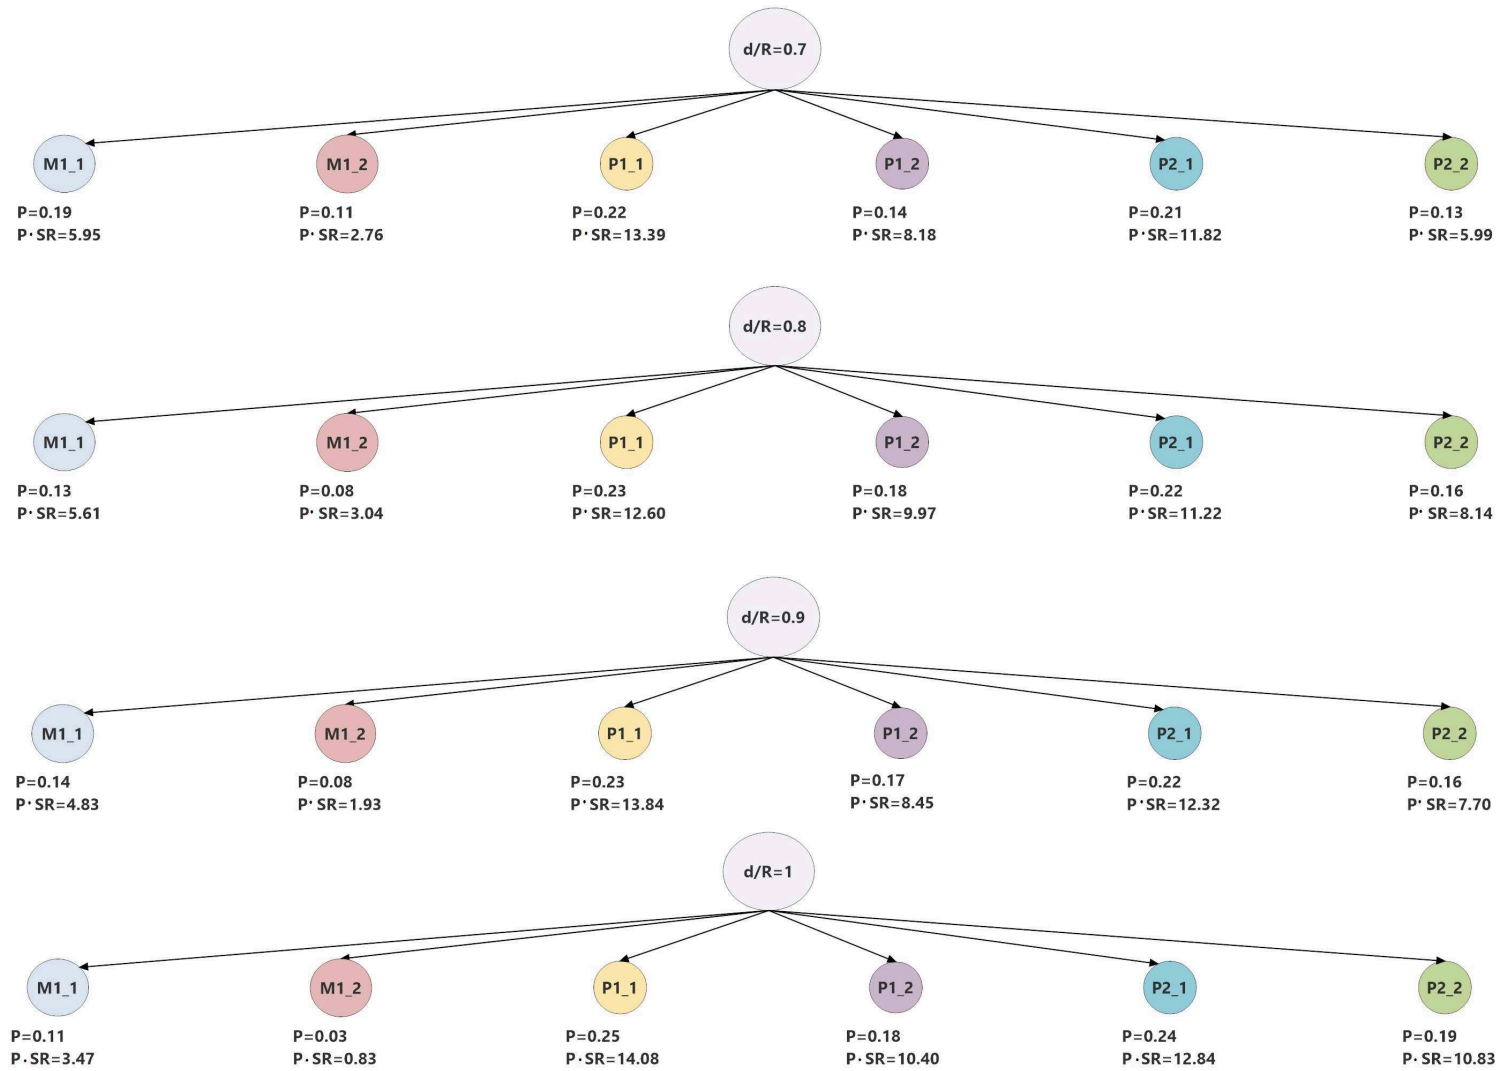 d/R=0.7
M1_1
M1_2
P1_1
P1_2
P2_1
P2_2
P=0.19
P·SR=5.95
P=0.11
P·SR=2.76
P=0.22
P·SR=13.39
P=0.14
P·SR=8.18
P=0.21
P·SR=11.82
P=0.13
P·SR=5.99
d/R=0.8
M1_1
M1_2
P1_1
P1_2
P2_1
P2_2
P=0.13
P·SR=5.61
P=0.08
P·SR=3.04
P=0.23
P·SR=12.60
P=0.18
P·SR=9.97
P=0.22
P·SR=11.22
P=0.16
P·SR=8.14
d/R=0.9
M1_1
M1_2
P1_1
P1_2
P2_1
P2_2
P=0.14
P·SR=4.83
P=0.08
P·SR=1.93
P=0.23
P·SR=13.84
P=0.17
P·SR=8.45
P=0.22
P·SR=12.32
P=0.16
P·SR=7.70
d/R=1
M1_1
M1_2
P1_1
P1_2
P2_1
P2_2
P=0.11
P·SR=3.47
P=0.03
P·SR=0.83
P=0.25
P·SR=14.08
P=0.18
P·SR=10.40
P=0.24
P·SR=12.84
P=0.19
P·SR=10.83